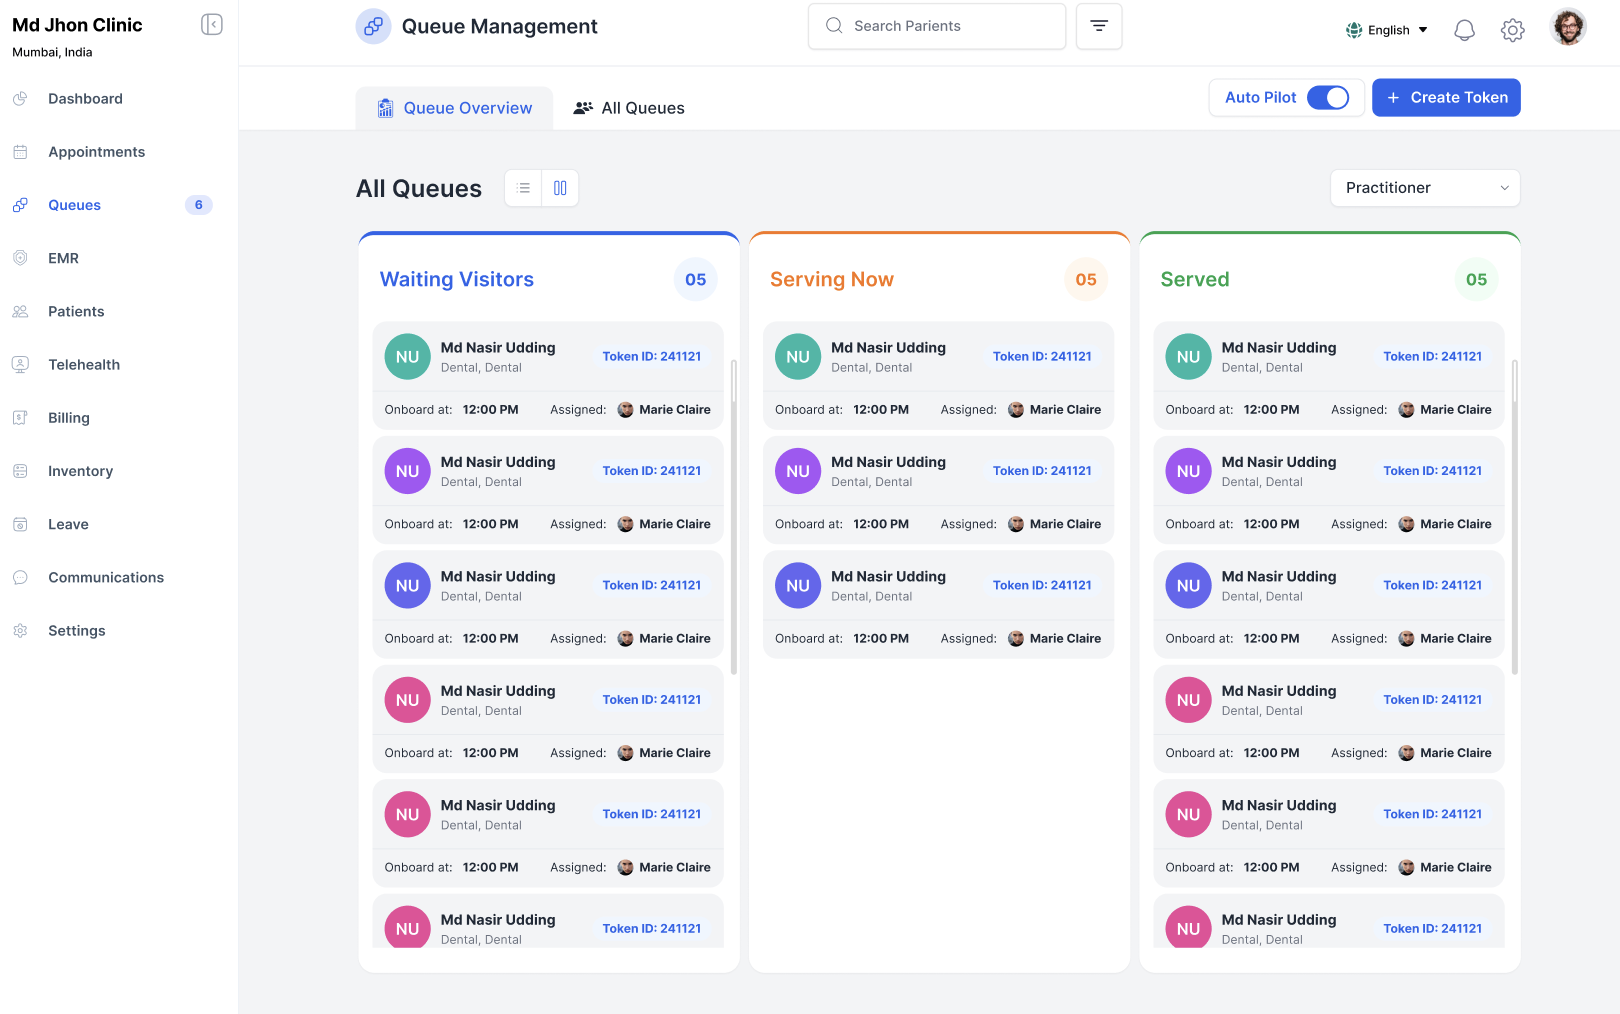 Md Jhon Clinic
Mumbai, India
Dashboard
Appointments
Queues 6
EMR
Patients
Telehealth
Billing
Inventory
Leave
Communications
Settings
Queue Management
Search Parients
English
Queue Overview
All Queues
Auto Pilot
+ Create Token
All Queues
Practitioner
Waiting Visitors 05
NU Md Nasir Udding Token ID: 241121
Dental, Dental
Onboard at: 12:00 PM Assigned: Marie Claire
NU Md Nasir Udding Token ID: 241121
Dental, Dental
Onboard at: 12:00 PM Assigned: Marie Claire
NU Md Nasir Udding Token ID: 241121
Dental, Dental
Onboard at: 12:00 PM Assigned: Marie Claire
NU Md Nasir Udding Token ID: 241121
Dental, Dental
Onboard at: 12:00 PM Assigned: Marie Claire
NU Md Nasir Udding Token ID: 241121
Dental, Dental
Onboard at: 12:00 PM Assigned: Marie Claire
NU Md Nasir Udding Token ID: 241121
Dental, Dental
Serving Now 05
NU Md Nasir Udding Token ID: 241121
Dental, Dental
Onboard at: 12:00 PM Assigned: Marie Claire
NU Md Nasir Udding Token ID: 241121
Dental, Dental
Onboard at: 12:00 PM Assigned: Marie Claire
NU Md Nasir Udding Token ID: 241121
Dental, Dental
Onboard at: 12:00 PM Assigned: Marie Claire
Served 05
NU Md Nasir Udding Token ID: 241121
Dental, Dental
Onboard at: 12:00 PM Assigned: Marie Claire
NU Md Nasir Udding Token ID: 241121
Dental, Dental
Onboard at: 12:00 PM Assigned: Marie Claire
NU Md Nasir Udding Token ID: 241121
Dental, Dental
Onboard at: 12:00 PM Assigned: Marie Claire
NU Md Nasir Udding Token ID: 241121
Dental, Dental
Onboard at: 12:00 PM Assigned: Marie Claire
NU Md Nasir Udding Token ID: 241121
Dental, Dental
Onboard at: 12:00 PM Assigned: Marie Claire
NU Md Nasir Udding Token ID: 241121
Dental, Dental